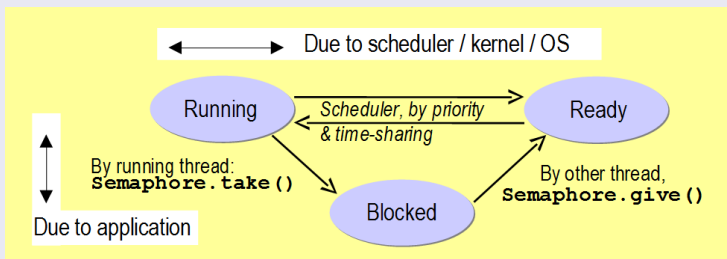 Due to scheduler / kernel / OS
Running
Scheduler, by priority
& time-sharing
Ready
By running thread:
Semaphore.take()
By other thread,
Semaphore.give()
Blocked
Due to application